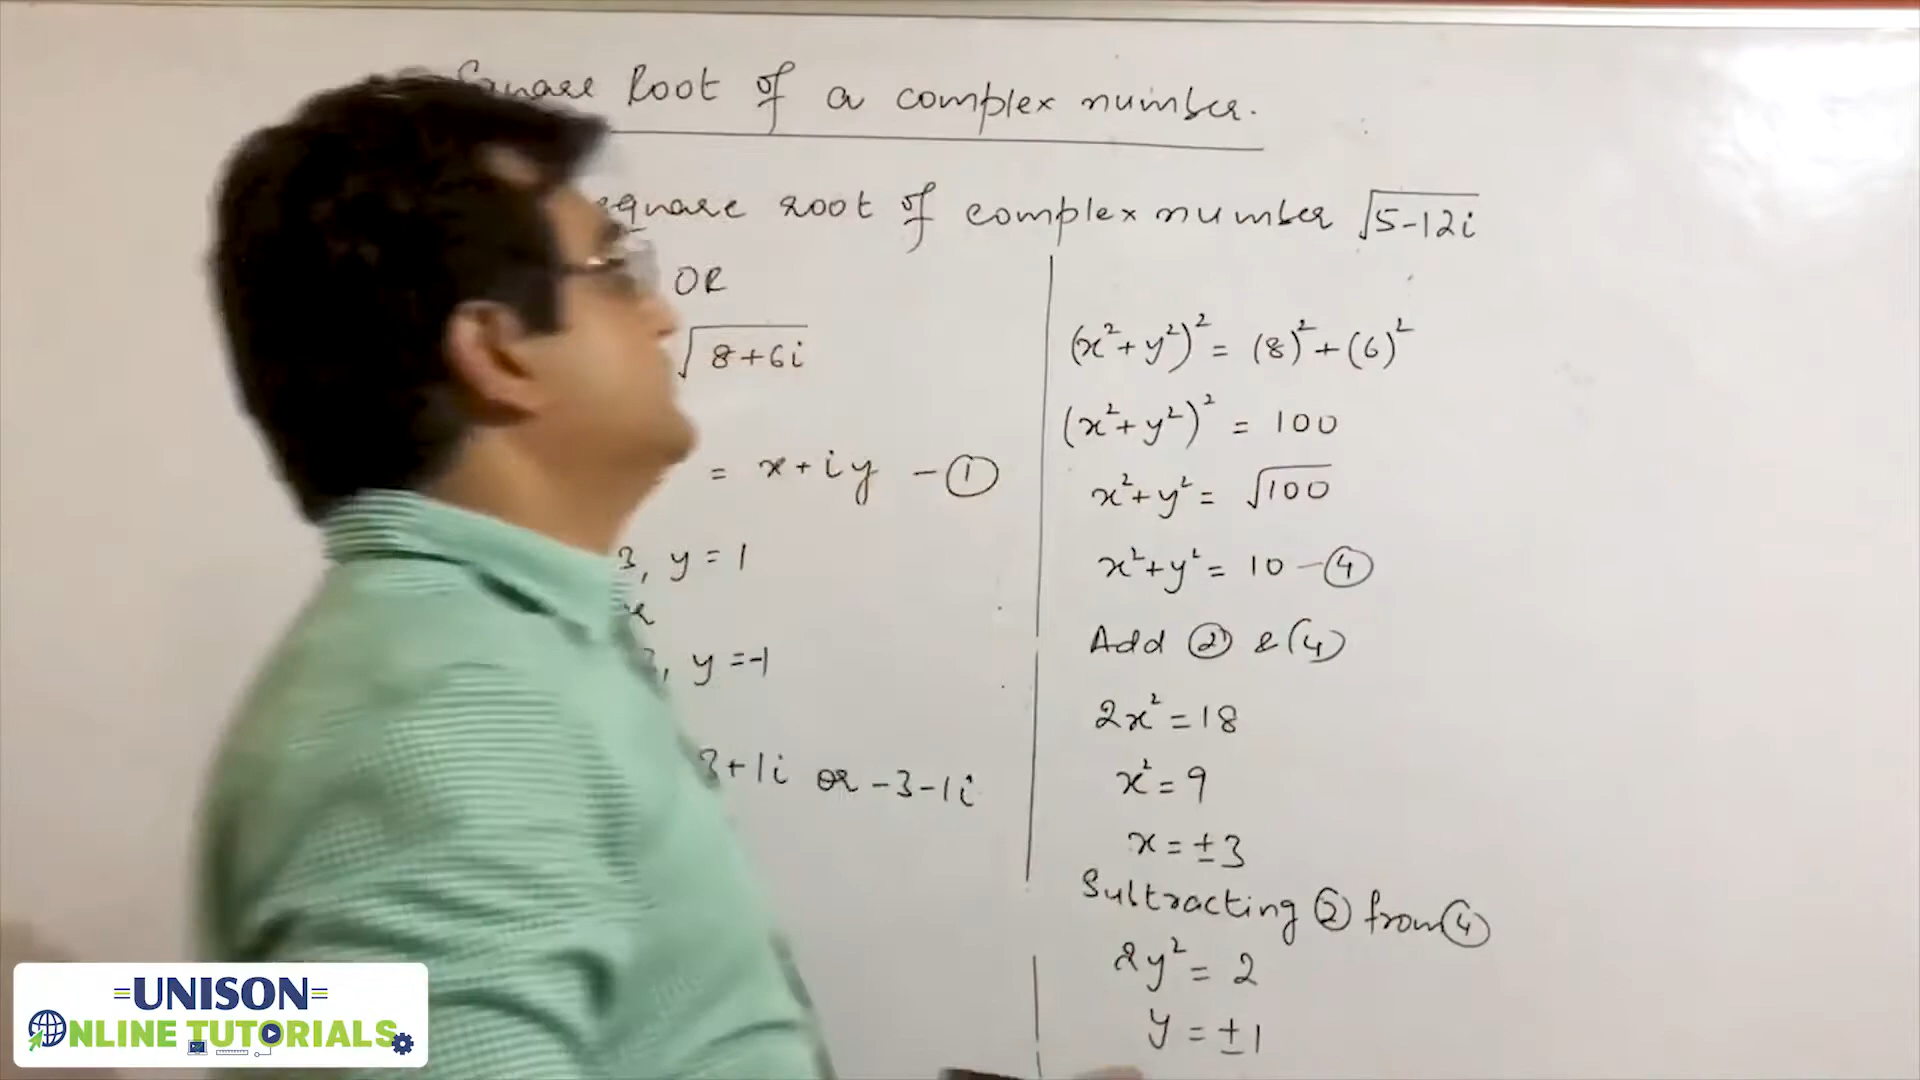 Square Root of a complex number.
square root of complex number √5-12i
OR
√8+6i
= x+iy - ①
3, y = 1
3, y = -1
3+1i or -3-1i
(x²+y²)² = (8)²+(6)²
(x²+y²)² = 100
x²+y² = √100
x²+y² = 10 - ④
Add ② & (4)
2x² = 18
x² = 9
x = ±3
Subtracting ② from ④
2y² = 2
y = ±1
UNISON
ONLINE TUTORIALS